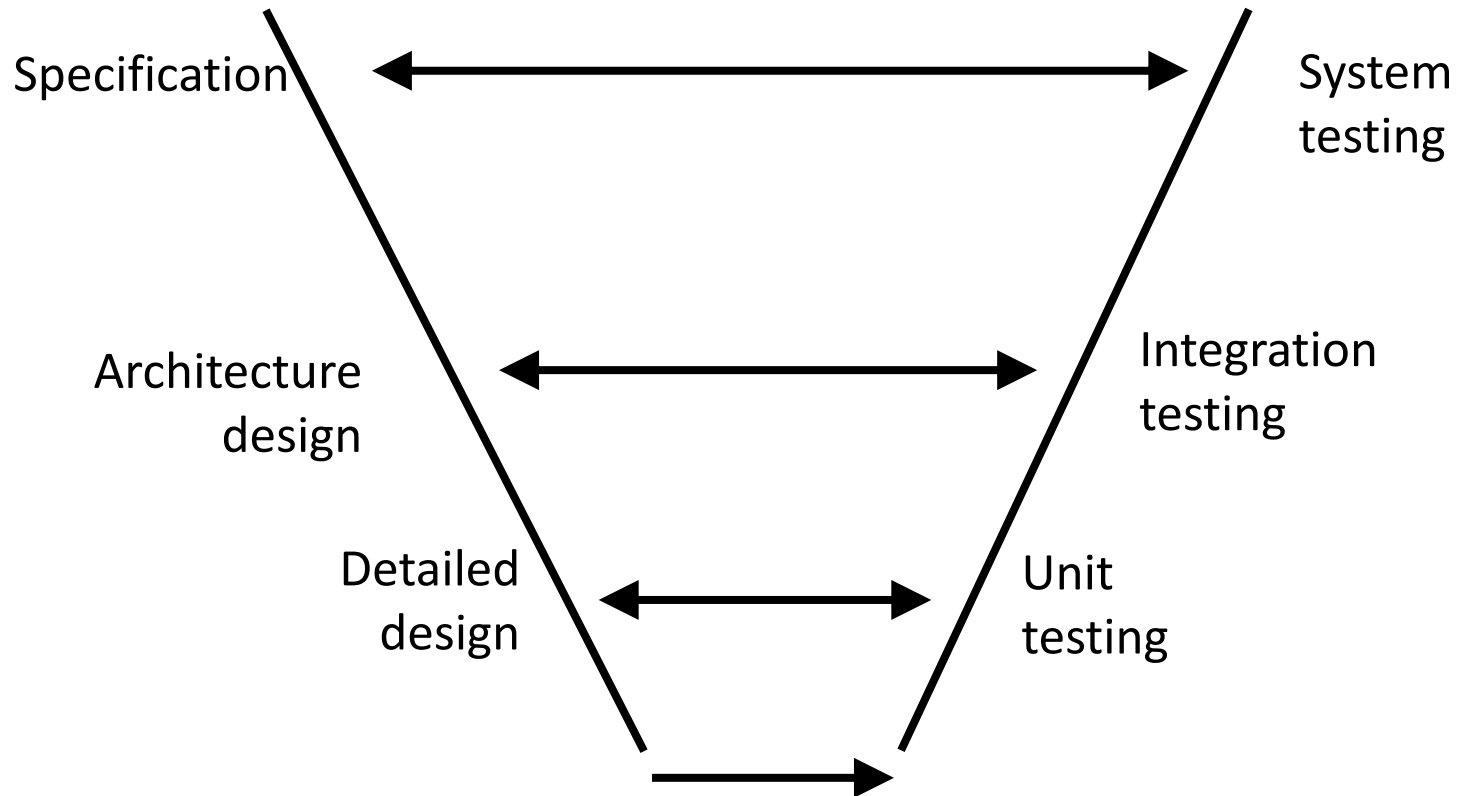 Specification
System
testing
Architecture
design
Integration
testing
Detailed
design
Unit
testing